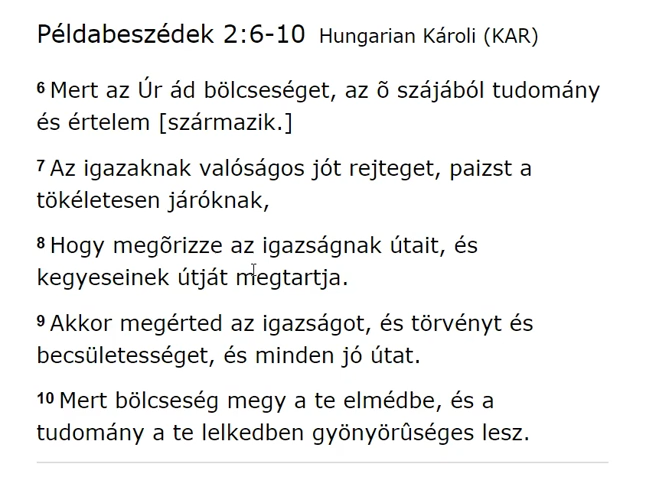 Példabeszédek 2:6-10 Hungarian Károli (KAR)
6 Mert az Úr ád bölcseséget, az õ szájából tudomány
és értelem [származik.]
7 Az igazaknak valóságos jót rejteget, paizst a
tökéletesen járóknak,
8 Hogy megõrizze az igazságnak útait, és
kegyeseinek útját megtartja.
9 Akkor megérted az igazságot, és törvényt és
becsületességet, és minden jó útat.
10 Mert bölcseség megy a te elmédbe, és a
tudomány a te lelkedben gyönyörûséges lesz.